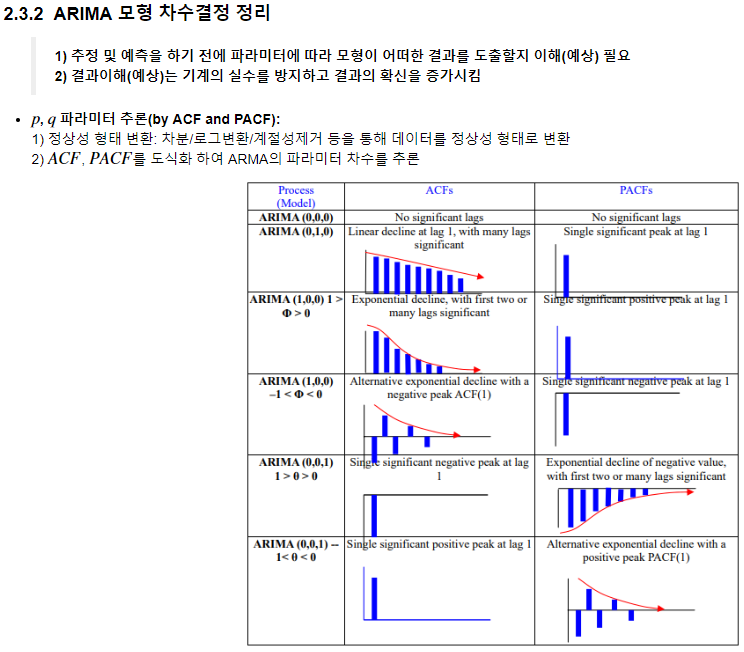 2.3.2 ARIMA 모형 차수결정 정리
1) 추정 및 예측을 하기 전에 파라미터에 따라 모형이 어떠한 결과를 도출할지 이해(예상) 필요
2) 결과이해(예상)는 기계의 실수를 방지하고 결과의 확신을 증가시킴
• p, q 파라미터 추론(by ACF and PACF):
1) 정상성 형태 변환: 차분/로그변환/계절성제거 등을 통해 데이터를 정상성 형태로 변환
2) ACF, PACF를 도식화 하여 ARMA의 파라미터 차수를 추론
Process
(Model)
ACFs
PACFs
ARIMA (0,0,0)
No significant lags
No significant lags
ARIMA (0,1,0)
Linear decline at lag 1, with many lags
significant
Single significant peak at lag 1
ARIMA (1,0,0) 1 >
Φ > 0
Exponential decline, with first two or
many lags significant
Single significant positive peak at lag 1
ARIMA (1,0,0)
–1 < Φ < 0
Alternative exponential decline with a
negative peak ACF(1)
Single significant negative peak at lag 1
ARIMA (0,0,1)
1 > θ > 0
Single significant negative peak at lag
1
Exponential decline of negative value,
with first two or many lags significant
ARIMA (0,0,1) –
1< θ < 0
Single significant positive peak at lag 1
Alternative exponential decline with a
positive peak PACF(1)